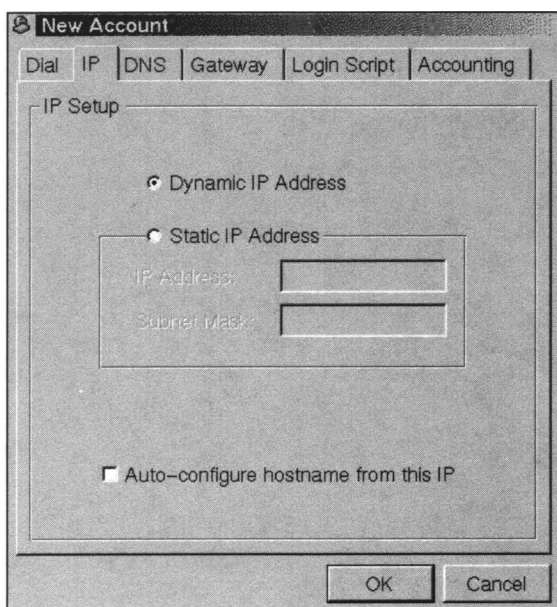 New Account
Dial IP DNS Gateway Login Script Accounting
IP Setup
Dynamic IP Address
Static IP Address
IP Address:
Subnet Mask:
Auto-configure hostname from this IP
OK Cancel